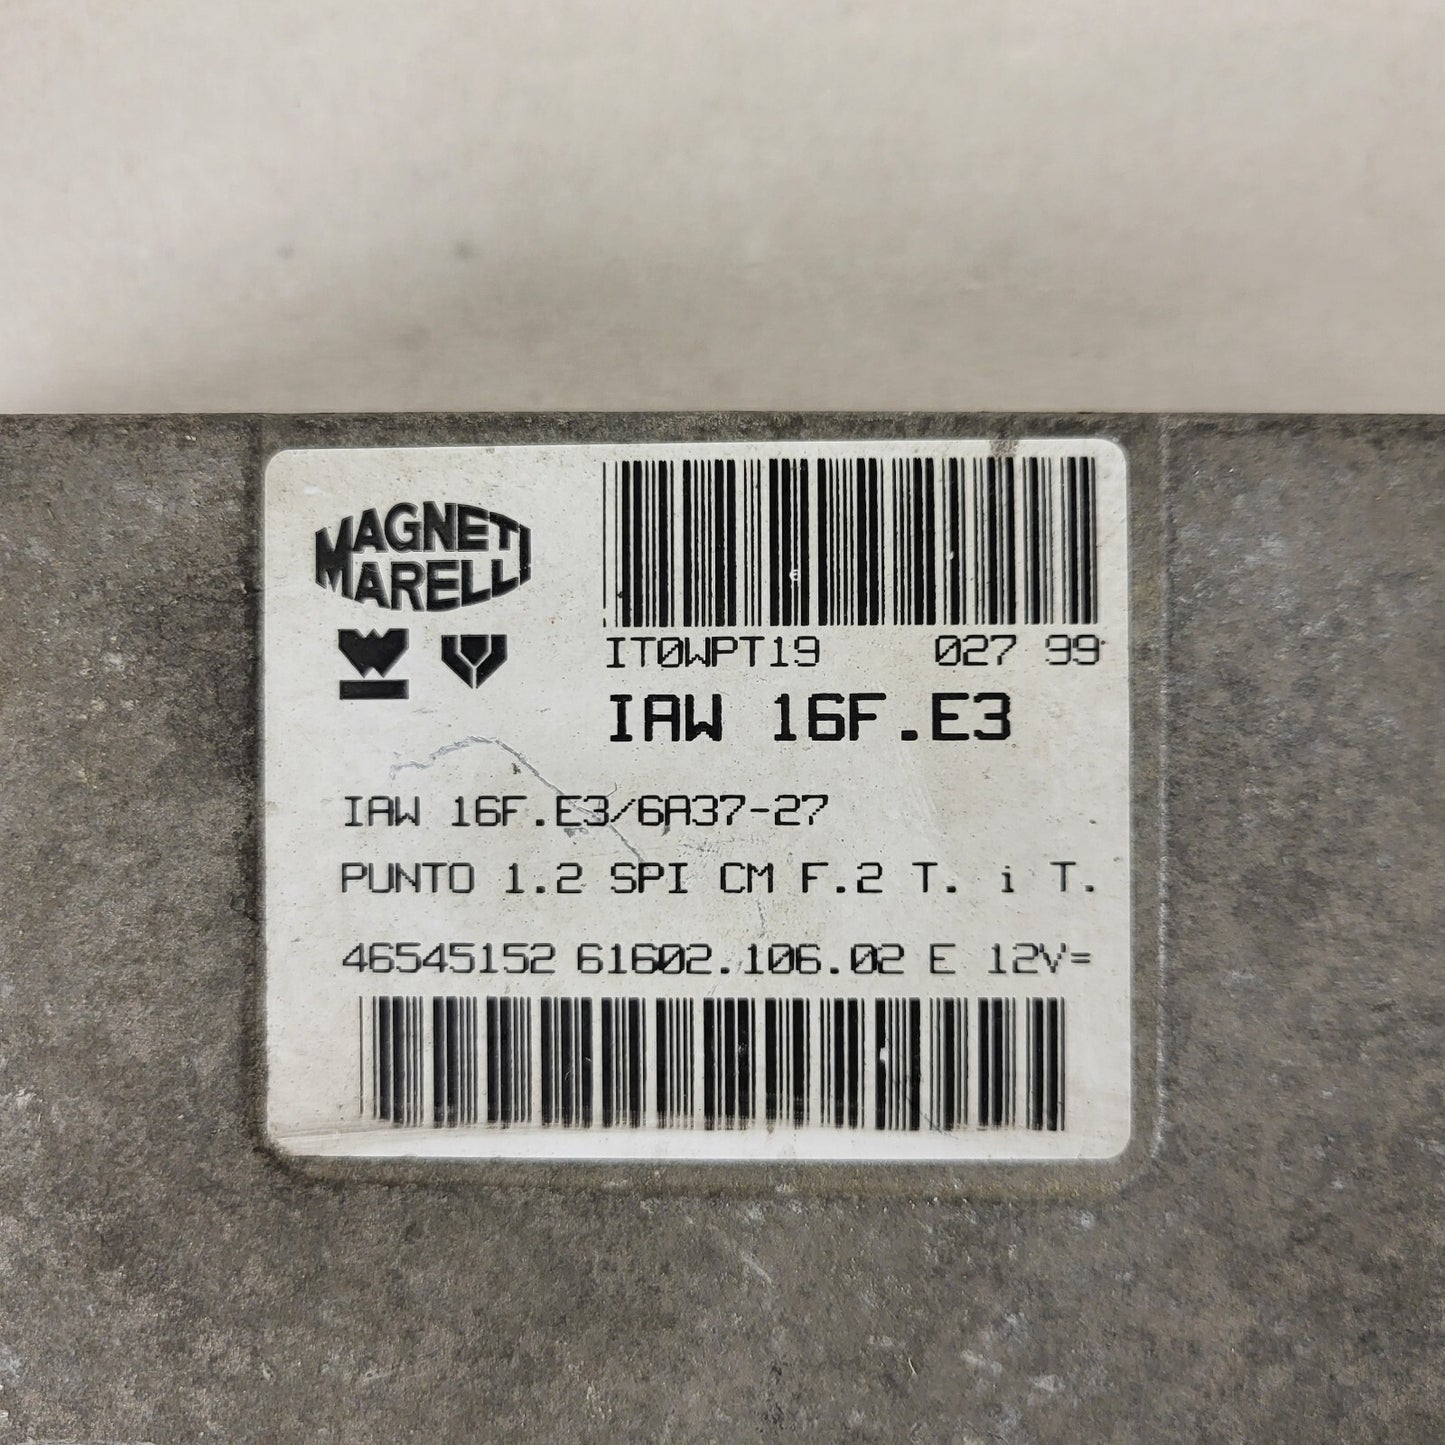 MAGNETI
MARELLI
IT0WPT19 027 99
IAW 16F.E3
IAW 16F.E3/6A37-27
PUNTO 1.2 SPI CM F.2 T. i T.
46545152 61602.106.02 E 12V=